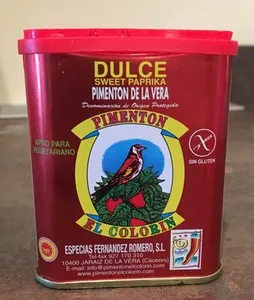 DULCE
SWEET PAPRIKA
PIMENTON DE LA VERA
Denominación de Origen Protegida
PIMENTON
APTO PARA
VEGETARIANO
SIN GLUTEN
EL COLORIN
ESPECIAS FERNANDEZ ROMERO, S.L.
Tel-fax 927 170 310
10400 JARAIZ DE LA VERA (Cáceres)
E-mail: info@pimentonelcolorin.com
www.pimentonelcolorin.com